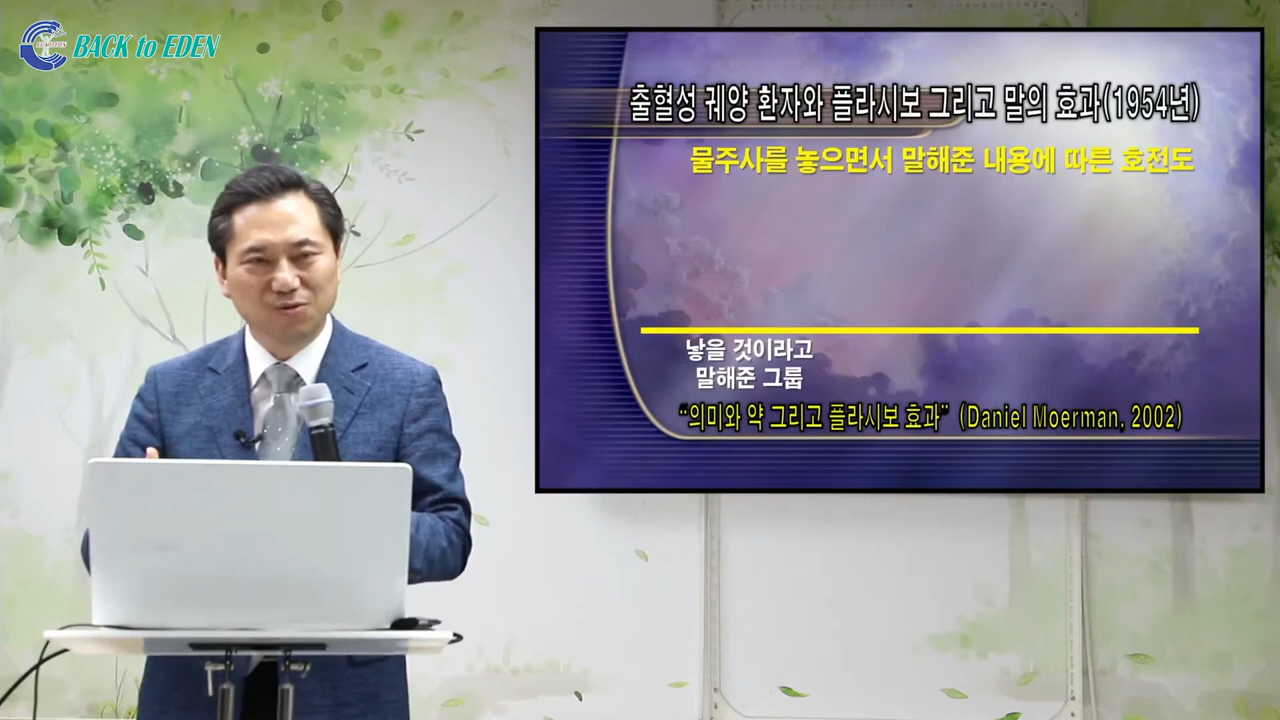 BACK to EDEN
출혈성 궤양 환자와 플라시보 그리고 말의 효과(1954년)
물주사를 놓으면서 말해준 내용에 따른 호전도
낳을 것이라고
말해준 그룹
"의미와 약 그리고 플라시보 효과" (Daniel Moerman, 2002)